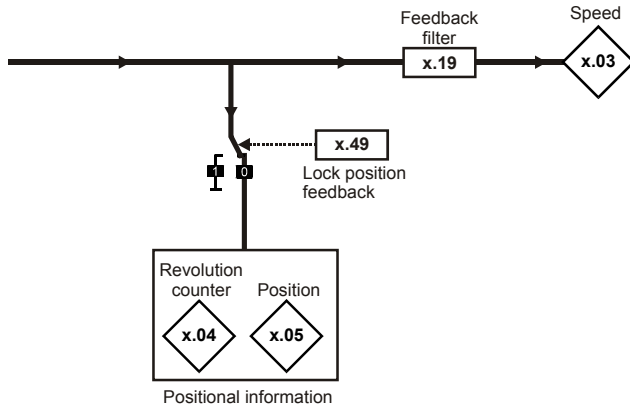 Feedback
filter
Speed
x.19
x.03
x.49
Lock position
feedback
1 0
Revolution
counter
Position
x.04
x.05
Positional information